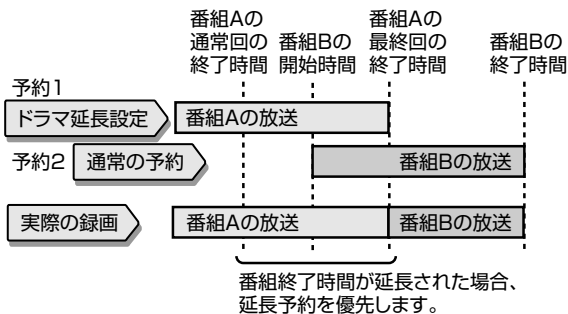 番組Aの
通常回の
終了時間
番組Bの
開始時間
番組Aの
最終回の
終了時間
番組Bの
終了時間
予約1
ドラマ延長設定
番組Aの放送
予約2
通常の予約
番組Bの放送
実際の録画
番組Aの放送
番組Bの放送
番組終了時間が延長された場合、
延長予約を優先します。